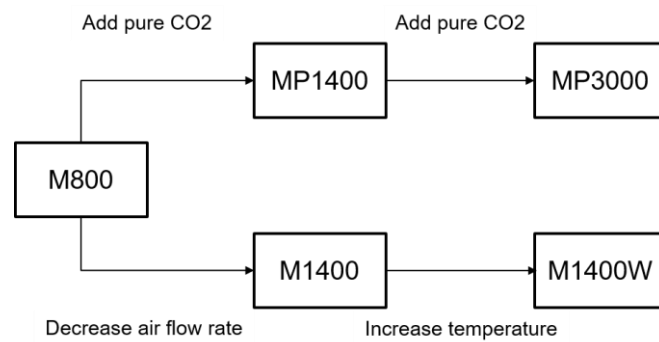 Add pure CO2
Add pure CO2
MP1400
MP3000
M800
M1400
M1400W
Decrease air flow rate
Increase temperature